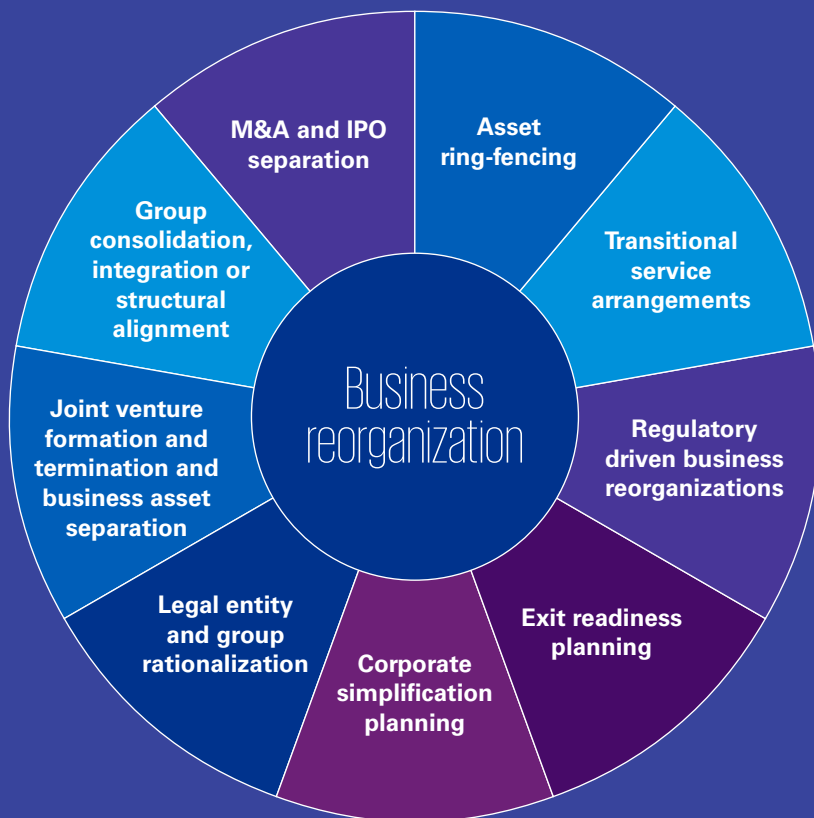 M&A and IPO
separation
Asset
ring-fencing
Transitional
service
arrangements
Regulatory
driven business
reorganizations
Exit readiness
planning
Corporate
simplification
planning
Legal entity
and group
rationalization
Joint venture
formation and
termination and
business asset
separation
Group
consolidation,
integration or
structural
alignment
Business
reorganization